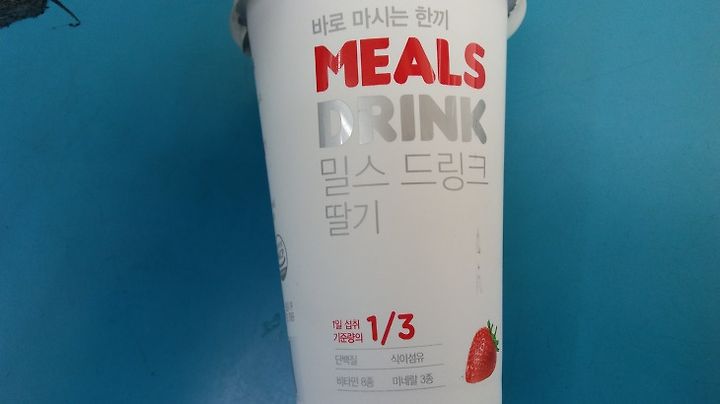 바로 마시는 한끼
MEALS
DRINK
밀스 드링크
딸기
1일 섭취
기준량의 1/3
단백질 식이섬유
비타민 8종 미네랄 3종